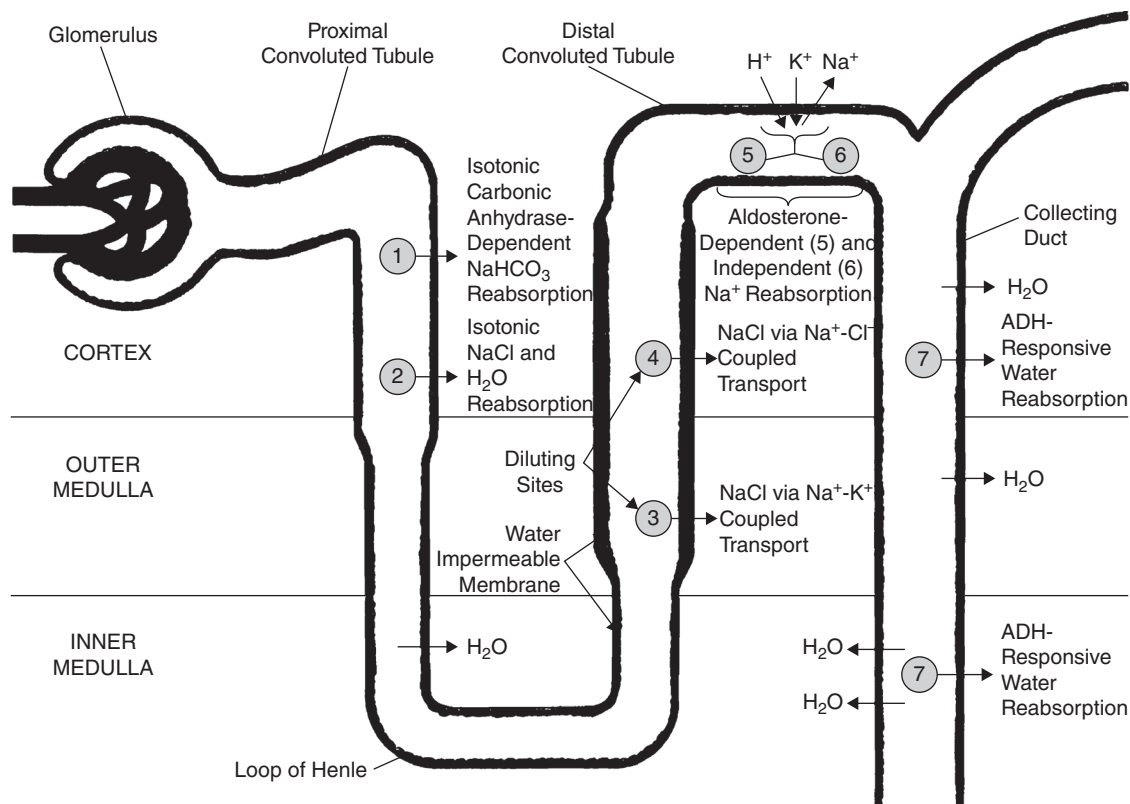 Glomerulus
Proximal
Convoluted Tubule
Distal
Convoluted Tubule
H⁺ K⁺ Na⁺
5 6
Isotonic
Carbonic
Anhydrase-
Dependent
NaHCO₃
Reabsorption
1
Aldosterone-
Dependent (5) and
Independent (6)
Na⁺ Reabsorption
Collecting
Duct
H₂O
CORTEX
2
Isotonic
NaCl and
H₂O
Reabsorption
4
NaCl via Na⁺-Cl⁻
Coupled
Transport
7
ADH-
Responsive
Water
Reabsorption
OUTER
MEDULLA
Diluting
Sites
3
NaCl via Na⁺-K⁺
Coupled
Transport
H₂O
Water
Impermeable
Membrane
INNER
MEDULLA
H₂O
H₂O
H₂O
7
ADH-
Responsive
Water
Reabsorption
Loop of Henle